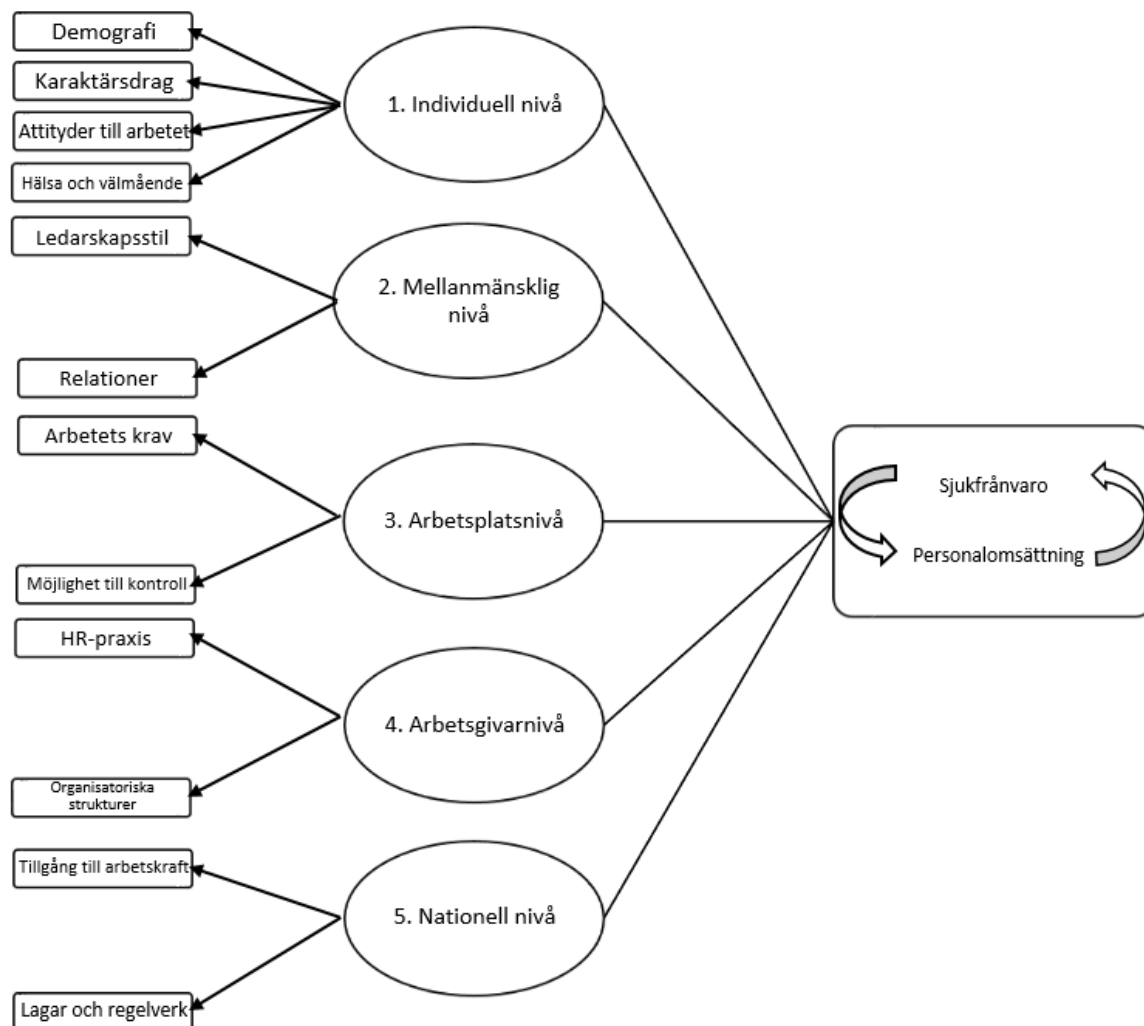 Demografi
Karaktärsdrag
Attityder till arbetet
Hälsa och välmående
Ledarskapsstil
Relationer
Arbetets krav
Möjlighet till kontroll
HR-praxis
Organisatoriska
strukturer
Tillgång till arbetskraft
Lagar och regelverk
1. Individuell nivå
2. Mellanmänsklig
nivå
3. Arbetsplatsnivå
4. Arbetsgivarnivå
5. Nationell nivå
Sjukfrånvaro
Personalomsättning